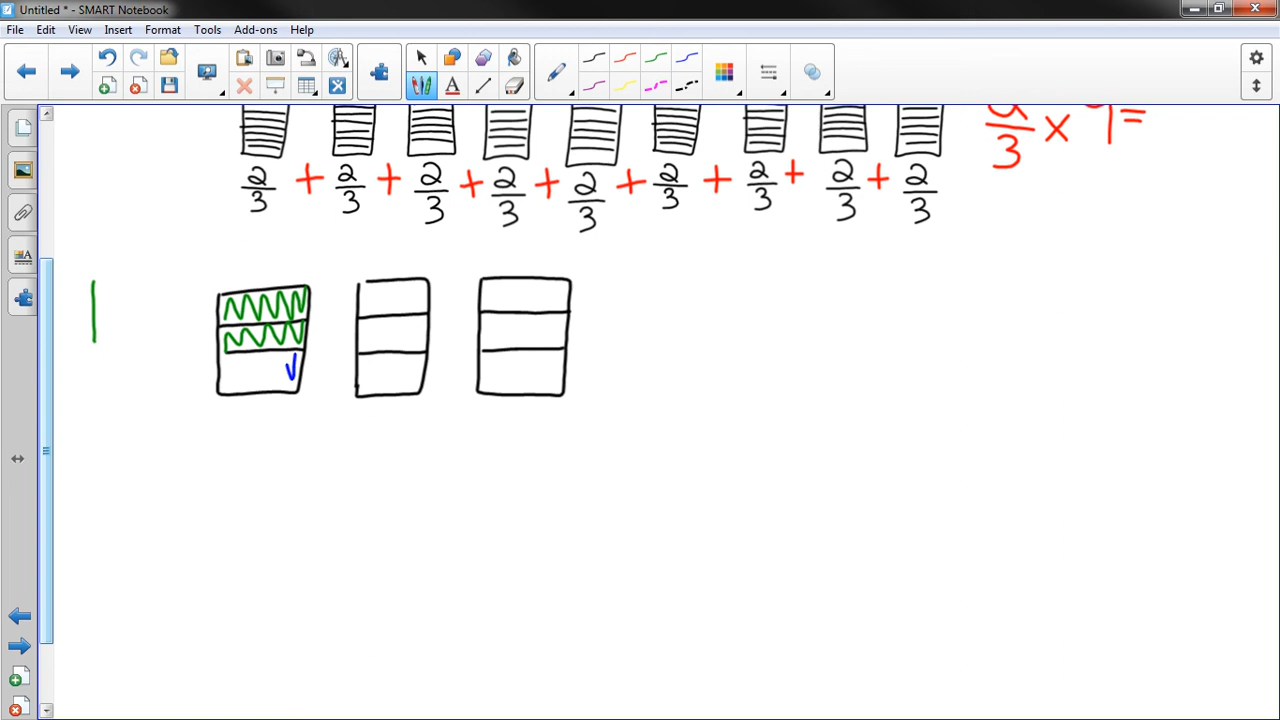 Untitled * - SMART Notebook
File Edit View Insert Format Tools Add-ons Help
2/3 + 2/3 + 2/3 + 2/3 + 2/3 + 2/3 + 2/3 + 2/3 + 2/3
/3 x 9 =